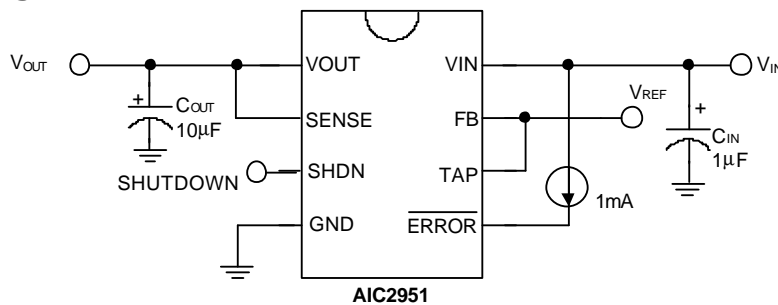 VOUT
COUT
10μF
SHUTDOWN
VOUT
SENSE
SHDN
GND
VIN
FB
TAP
ERROR
VREF
1mA
VIN
CIN
1μF
AIC2951